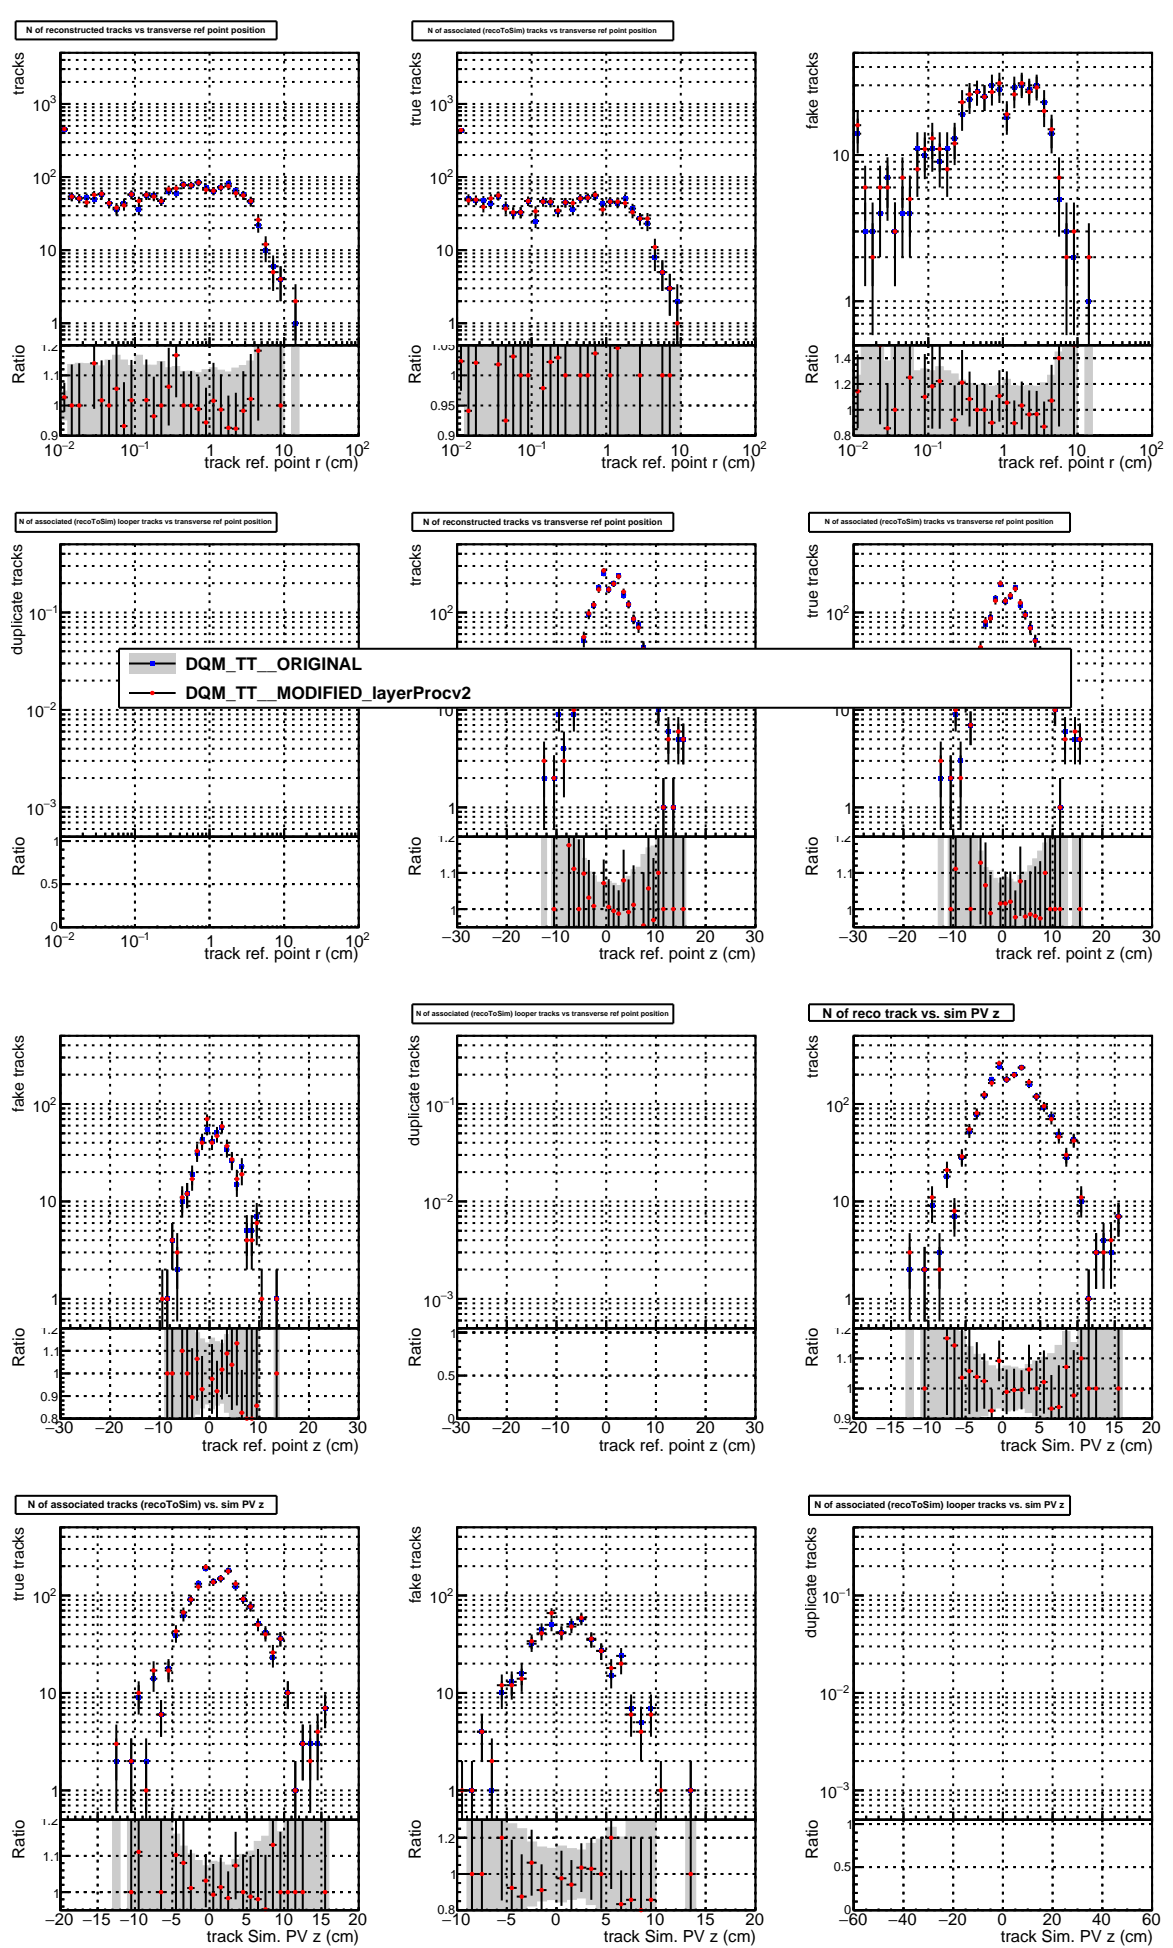 N of reconstructed tracks vs transverse ref point position
tracks
10³
10²
10
1
Ratio
1.2
1.1
1
0.9
10⁻² 10⁻¹ 1 10 10²
track ref. point r (cm)
N of associated (recoToSim) tracks vs transverse ref point position
true tracks
10³
10²
10
1
Ratio
1.05
1
0.95
0.9
10⁻² 10⁻¹ 1 10 10²
track ref. point r (cm)
fake tracks
10
1
Ratio
1.4
1.2
1
0.8
10⁻² 10⁻¹ 1 10 10²
track ref. point r (cm)
N of associated (recoToSim) looper tracks vs transverse ref point position
duplicate tracks
10⁻¹
10⁻²
10⁻³
Ratio
1
0.5
0
10⁻² 10⁻¹ 1 10 10²
track ref. point r (cm)
N of reconstructed tracks vs transverse ref point position
tracks
10²
10
1
Ratio
1.2
1.1
1
−30 −20 −10 0 10 20 30
track ref. point z (cm)
N of associated (recoToSim) tracks vs transverse ref point position
true tracks
10²
10
1
Ratio
1.2
1.1
1
−30 −20 −10 0 10 20 30
track ref. point z (cm)
DQM_TT__ORIGINAL
DQM_TT__MODIFIED_layerProcv2
fake tracks
10²
10
1
Ratio
1.2
1.1
1
0.9
0.8
−30 −20 −10 0 10 20 30
track ref. point z (cm)
N of associated (recoToSim) looper tracks vs transverse ref point position
duplicate tracks
10⁻¹
10⁻²
10⁻³
Ratio
1
0.5
0
−30 −20 −10 0 10 20 30
track ref. point z (cm)
N of reco track vs. sim PV z
tracks
10²
10
1
Ratio
1.2
1.1
1
0.9
−20 −15 −10 −5 0 5 10 15 20
track Sim. PV z (cm)
N of associated tracks (recoToSim) vs. sim PV z
true tracks
10²
10
1
Ratio
1.2
1.1
1
−20 −15 −10 −5 0 5 10 15 20
track Sim. PV z (cm)
fake tracks
10²
10
1
Ratio
1.2
1
0.8
−10 −5 0 5 10 15 20
track Sim. PV z (cm)
N of associated (recoToSim) looper tracks vs. sim PV z
duplicate tracks
10⁻¹
10⁻²
10⁻³
Ratio
1
0.5
0
−60 −40 −20 0 20 40 60
track Sim. PV z (cm)